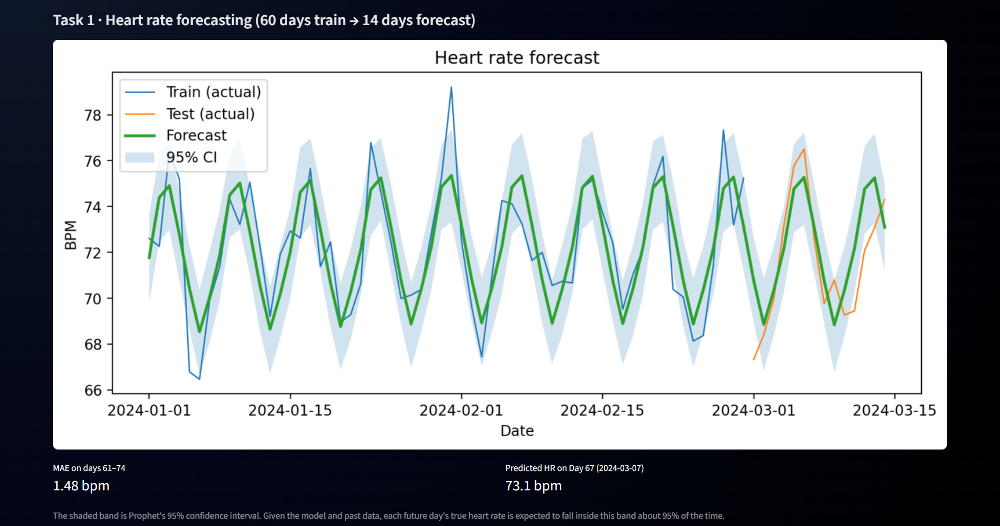 Task 1 · Heart rate forecasting (60 days train → 14 days forecast)
Heart rate forecast
Train (actual)
Test (actual)
Forecast
95% CI
78
76
74
72
70
68
66
BPM
2024-01-01
2024-01-15
2024-02-01
2024-02-15
2024-03-01
2024-03-15
Date
MAE on days 61–74
1.48 bpm
Predicted HR on Day 67 (2024-03-07)
73.1 bpm
The shaded band is Prophet's 95% confidence interval. Given the model and past data, each future day's true heart rate is expected to fall inside this band about 95% of the time.